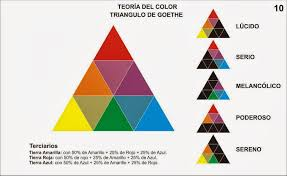 TEORÍA DEL COLOR
TRIANGULO DE GOETHE
10
LÚCIDO
SERIO
MELANCÓLICO
PODEROSO
SERENO
Terciarios
Tierra Amarilla: con 50% de Amarillo + 25% de Rojo + 25% de Azul.
Tierra Roja: con 50% de rojo + 25% de Amarillo + 25% de Azul.
Tierra Azul: con 50% de Azul + 25% de Amarillo + 25% de Rojo.